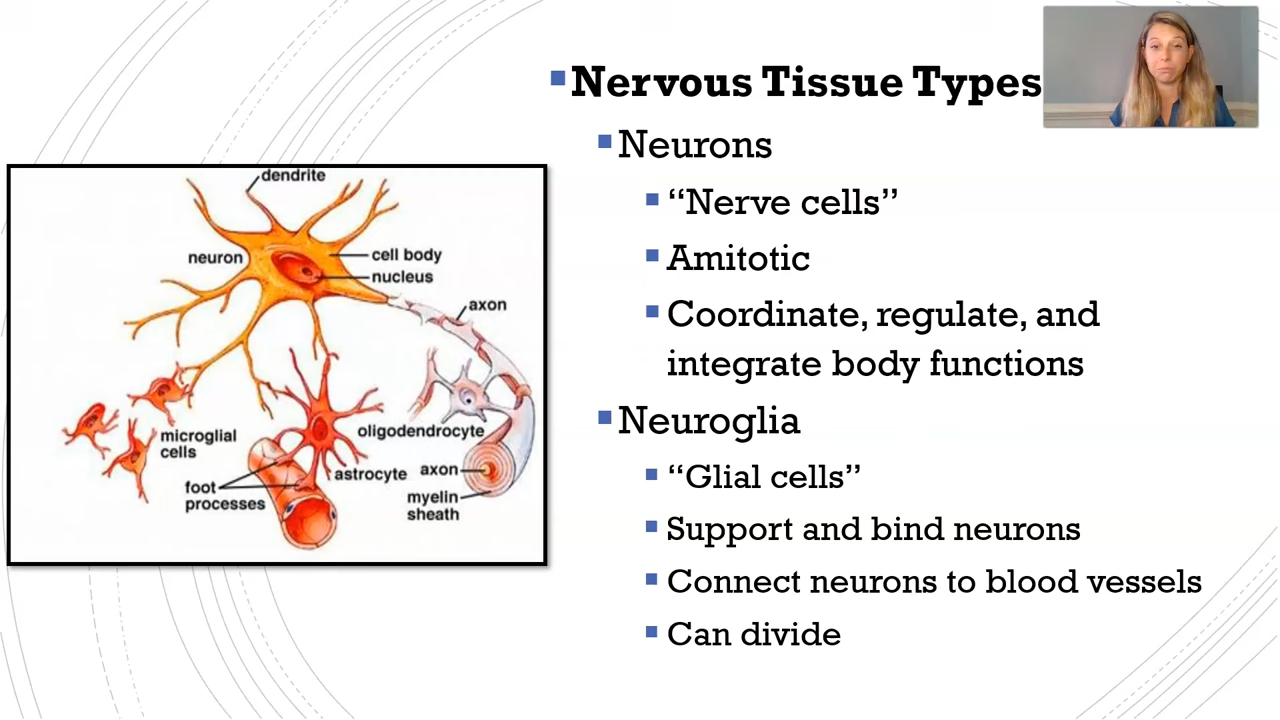 Nervous Tissue Types
Neurons
“Nerve cells”
Amitotic
Coordinate, regulate, and
integrate body functions
Neuroglia
“Glial cells”
Support and bind neurons
Connect neurons to blood vessels
Can divide
dendrite
neuron
cell body
nucleus
axon
microglial
cells
oligodendrocyte
foot
processes
astrocyte
axon
myelin
sheath